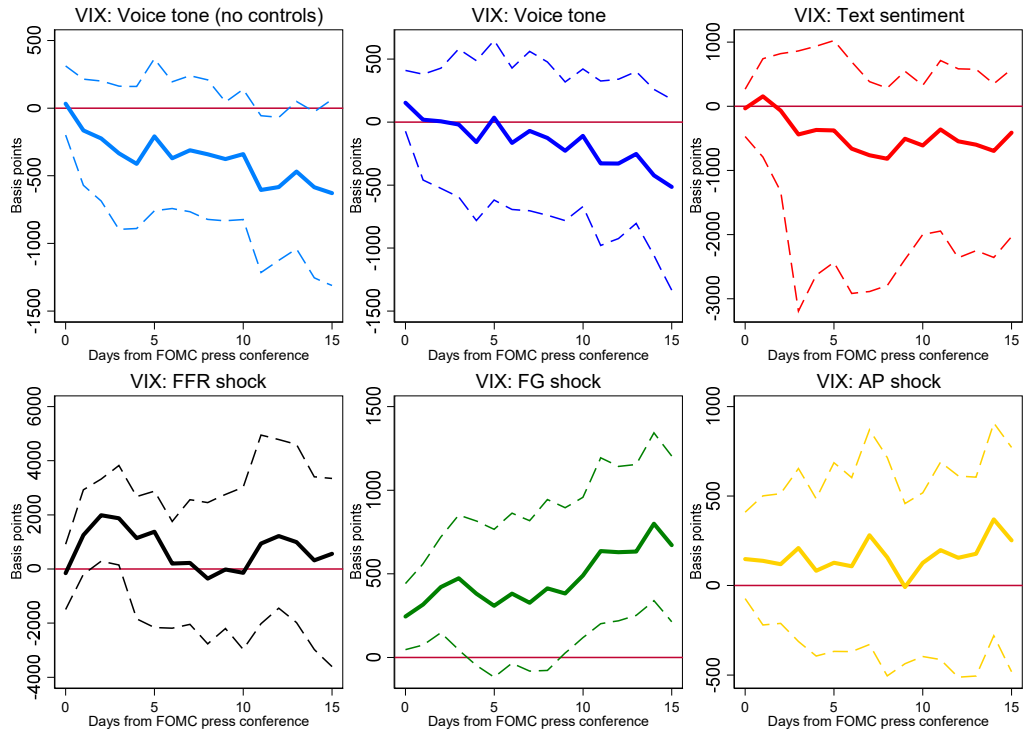 VIX: Voice tone (no controls)
Basis points
500
0
-500
-1000
-1500
0 5 10 15
Days from FOMC press conference
VIX: Voice tone
Basis points
500
0
-500
-1000
-1500
0 5 10 15
Days from FOMC press conference
VIX: Text sentiment
Basis points
1000
0
-1000
-2000
-3000
0 5 10 15
Days from FOMC press conference
VIX: FFR shock
Basis points
6000
4000
2000
0
-2000
-4000
0 5 10 15
Days from FOMC press conference
VIX: FG shock
Basis points
1500
1000
500
0
0 5 10 15
Days from FOMC press conference
VIX: AP shock
Basis points
1000
500
0
-500
0 5 10 15
Days from FOMC press conference